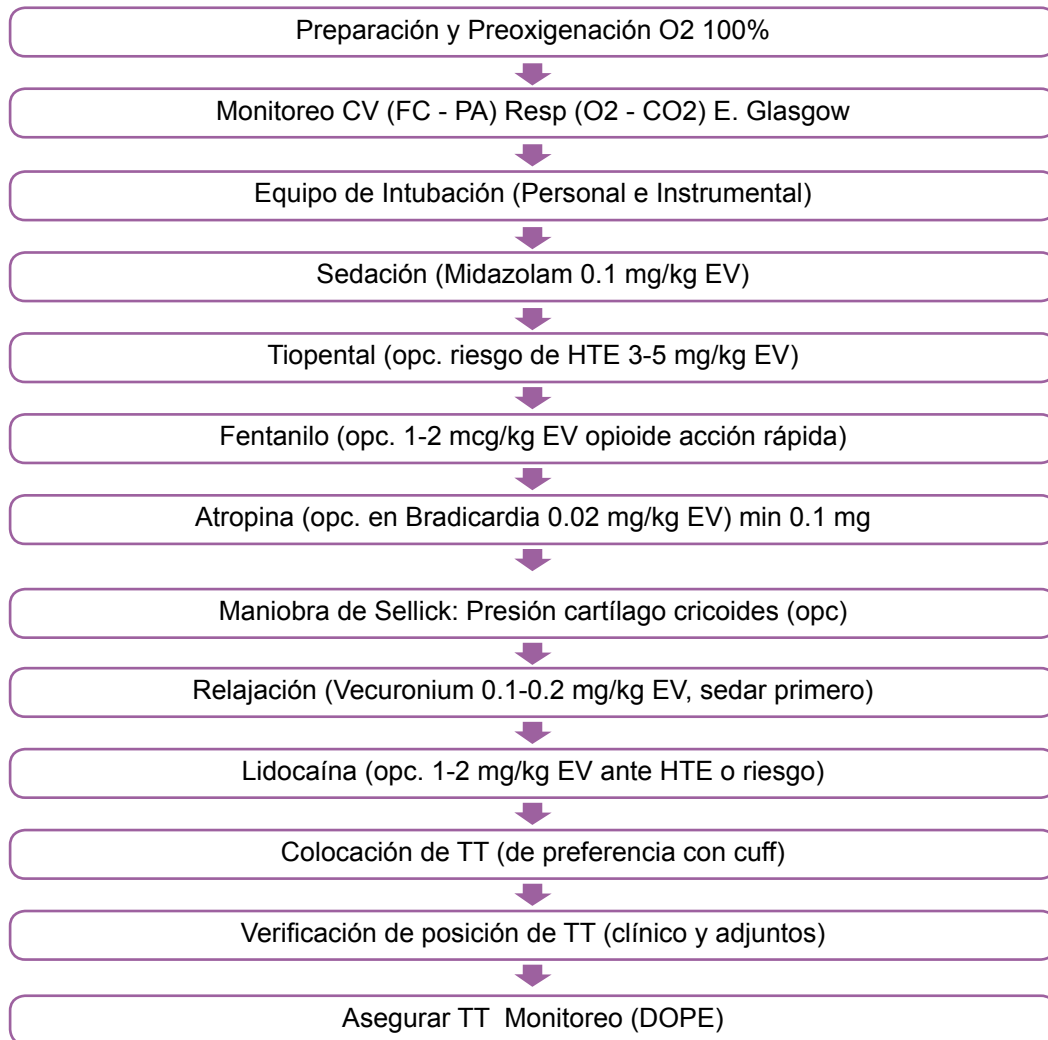 Preparación y Preoxigenación O2 100%
Monitoreo CV (FC - PA) Resp (O2 - CO2) E. Glasgow
Equipo de Intubación (Personal e Instrumental)
Sedación (Midazolam 0.1 mg/kg EV)
Tiopental (opc. riesgo de HTE 3-5 mg/kg EV)
Fentanilo (opc. 1-2 mcg/kg EV opioide acción rápida)
Atropina (opc. en Bradicardia 0.02 mg/kg EV) min 0.1 mg
Maniobra de Sellick: Presión cartílago cricoides (opc)
Relajación (Vecuronium 0.1-0.2 mg/kg EV, sedar primero)
Lidocaína (opc. 1-2 mg/kg EV ante HTE o riesgo)
Colocación de TT (de preferencia con cuff)
Verificación de posición de TT (clínico y adjuntos)
Asegurar TT  Monitoreo (DOPE)